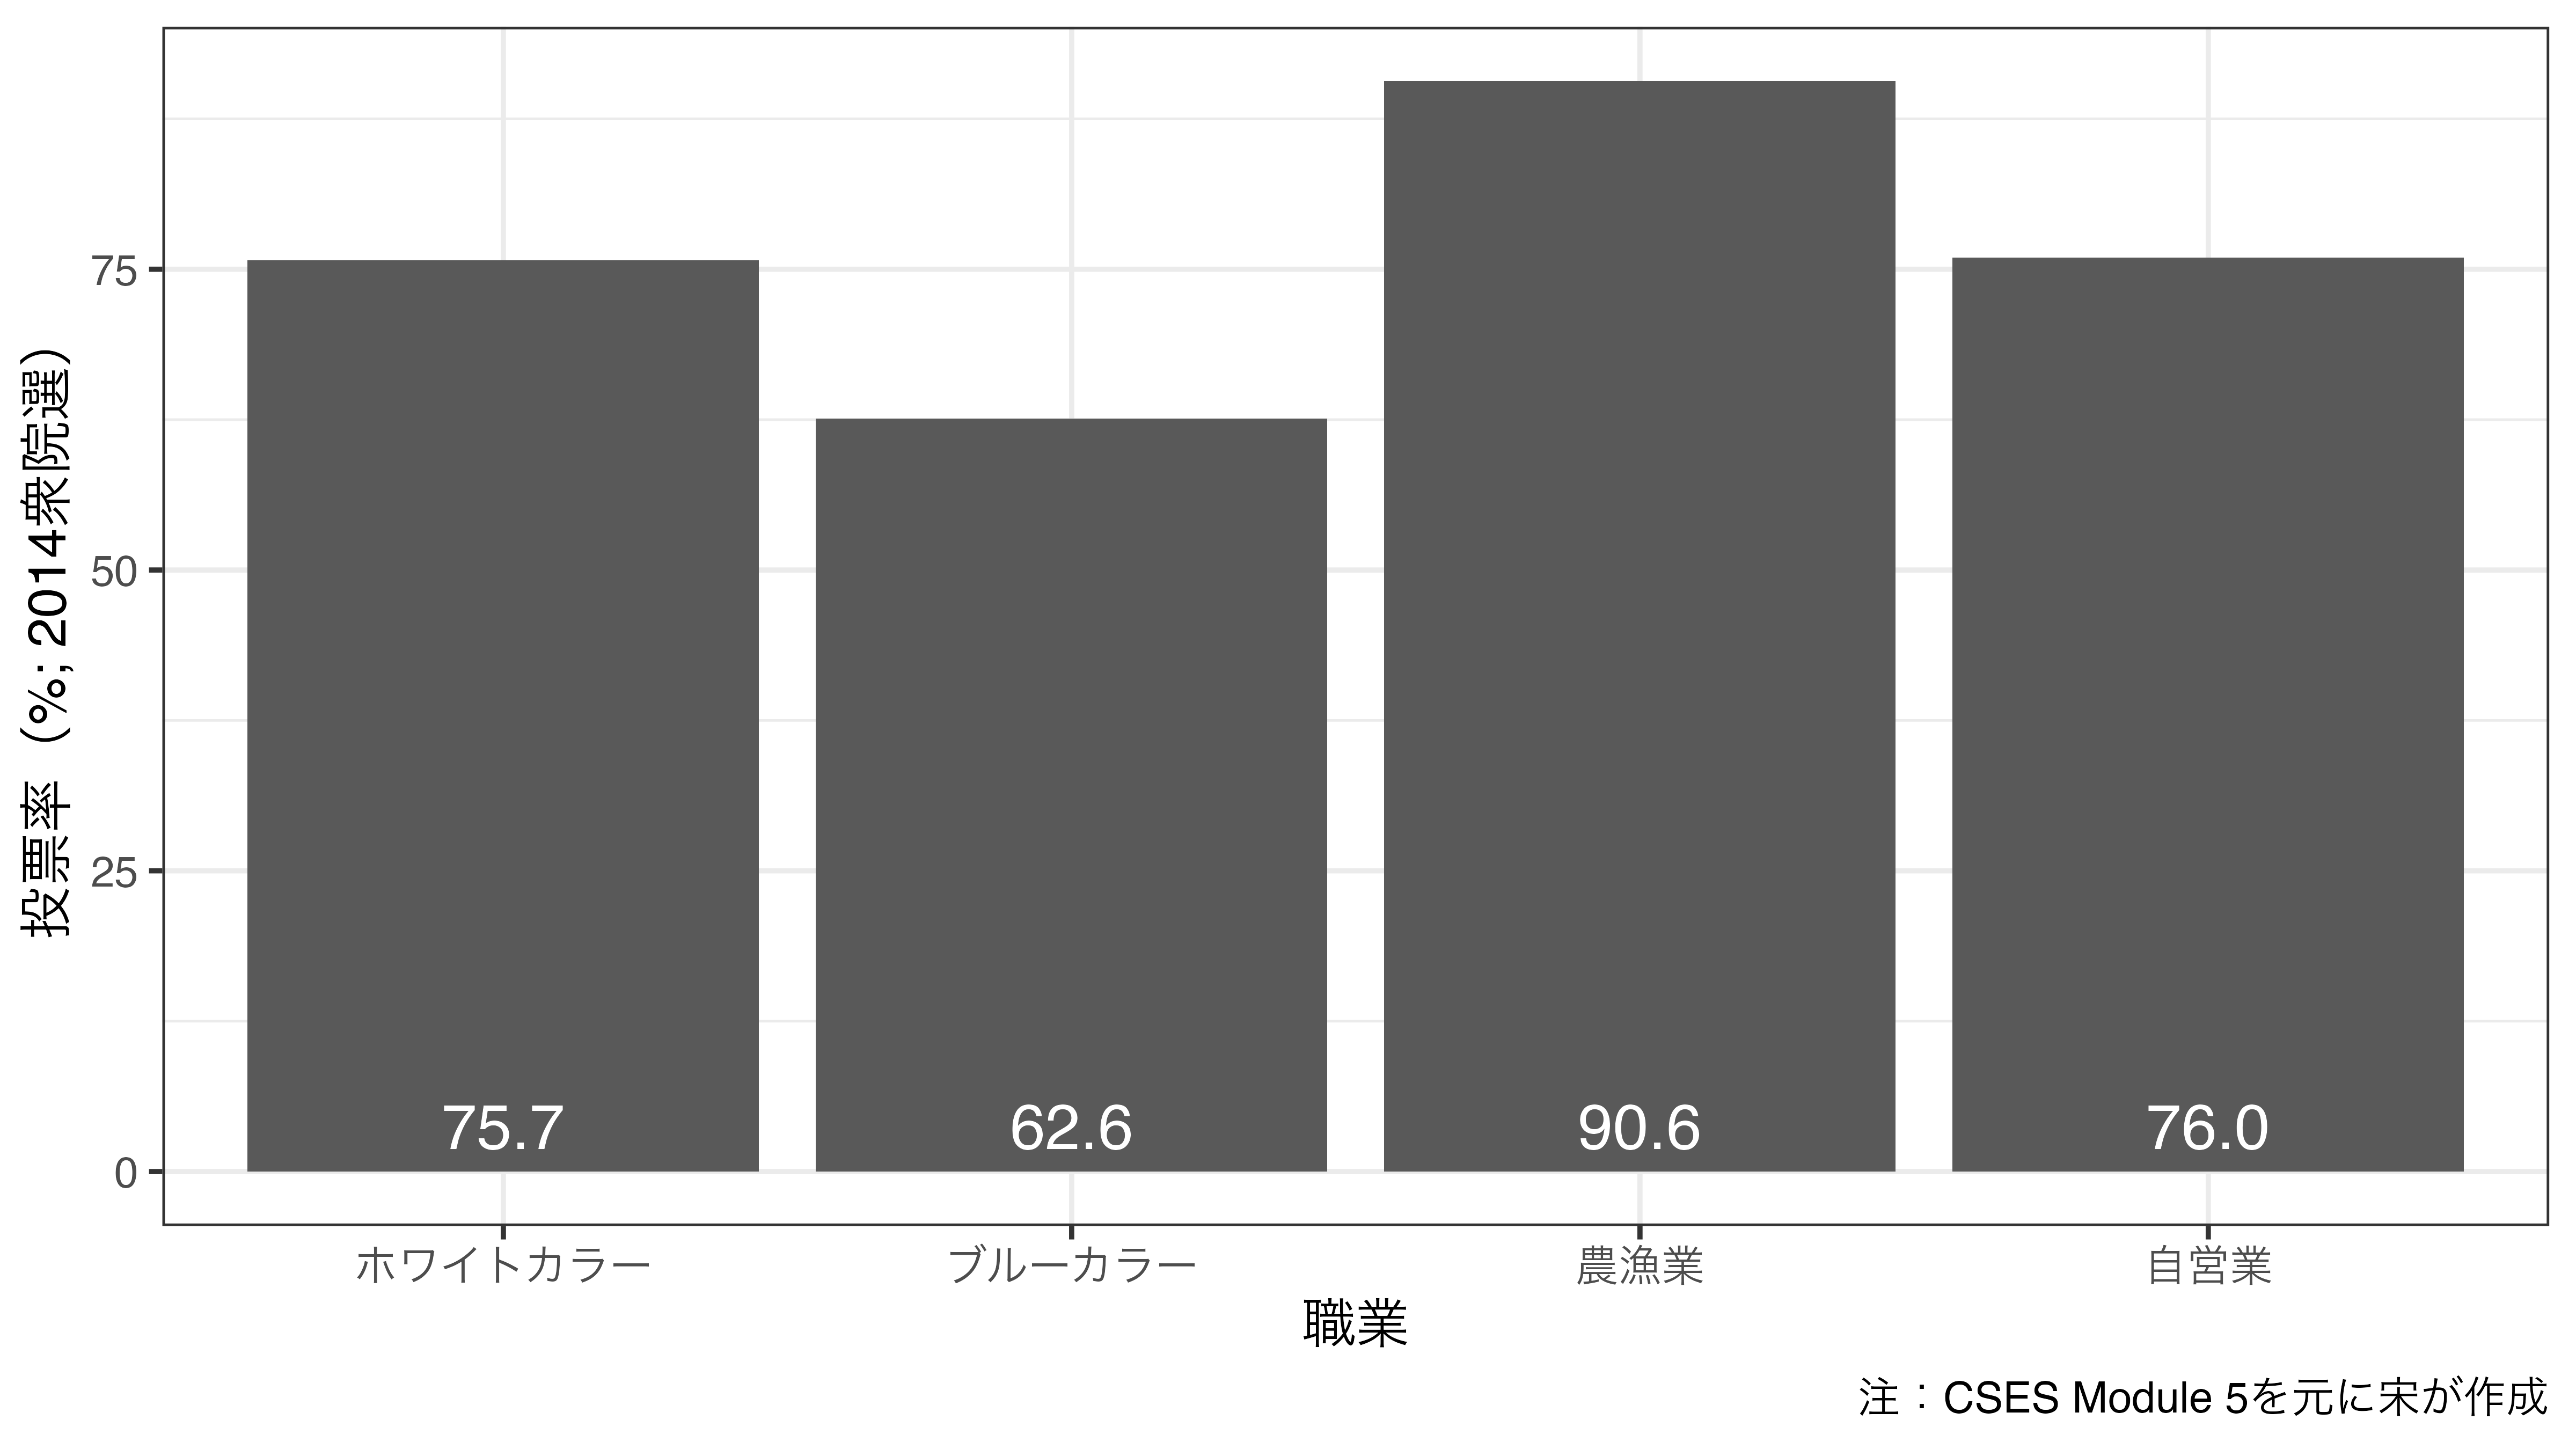 投票率（%; 2014衆院選）
75
50
25
0
75.7
62.6
90.6
76.0
ホワイトカラー
ブルーカラー
農漁業
自営業
職業
注：CSES Module 5を元に宋が作成